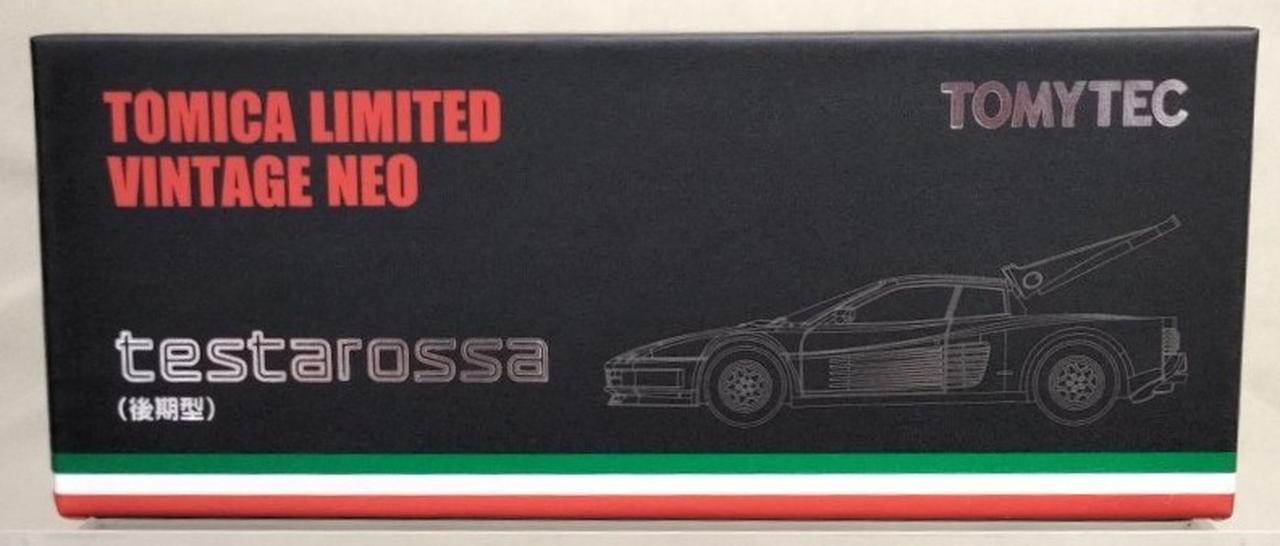 TOMICA LIMITED
VINTAGE NEO
TOMYTEC
testarossa
(後期型)